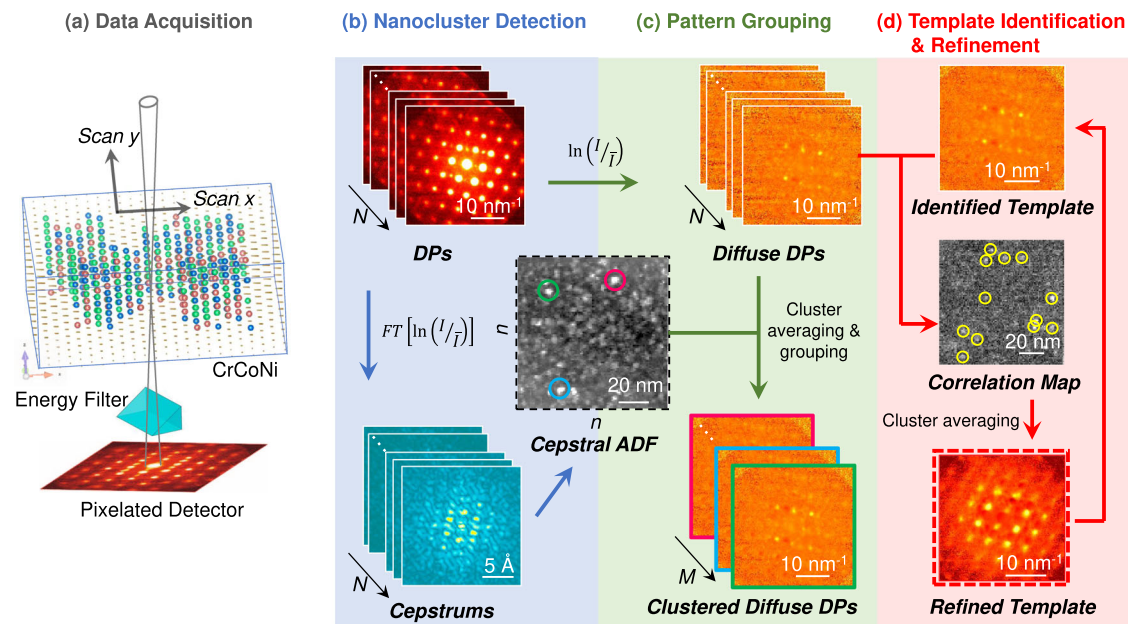 (a) Data Acquisition
Scan y
Scan x
CrCoNi
Energy Filter
Pixelated Detector
(b) Nanocluster Detection
N
10 nm⁻¹
DPs
FT[ln(I/Ī)]
N
5 Å
Cepstrums
n
20 nm
n
Cepstral ADF
(c) Pattern Grouping
ln(I/Ī)
N
10 nm⁻¹
Diffuse DPs
Cluster
averaging &
grouping
M
10 nm⁻¹
Clustered Diffuse DPs
(d) Template Identification
& Refinement
10 nm⁻¹
Identified Template
20 nm
Correlation Map
Cluster averaging
10 nm⁻¹
Refined Template